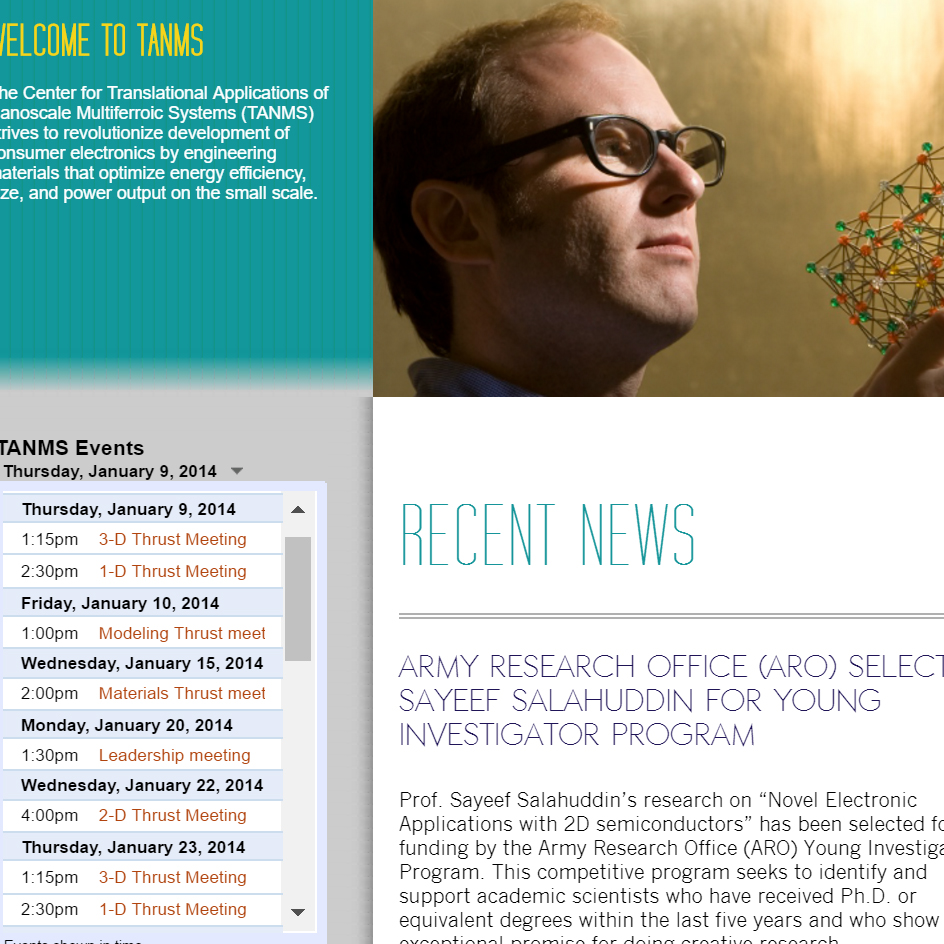 WELCOME TO TANMS
he Center for Translational Applications of
anoscale Multiferroic Systems (TANMS)
trives to revolutionize development of
onsumer electronics by engineering
aterials that optimize energy efficiency,
ze, and power output on the small scale.
TANMS Events
Thursday, January 9, 2014
Thursday, January 9, 2014
1:15pm 3-D Thrust Meeting
2:30pm 1-D Thrust Meeting
Friday, January 10, 2014
1:00pm Modeling Thrust meet
Wednesday, January 15, 2014
2:00pm Materials Thrust meet
Monday, January 20, 2014
1:30pm Leadership meeting
Wednesday, January 22, 2014
4:00pm 2-D Thrust Meeting
Thursday, January 23, 2014
1:15pm 3-D Thrust Meeting
2:30pm 1-D Thrust Meeting
Events shown in time
RECENT NEWS
ARMY RESEARCH OFFICE (ARO) SELECT
SAYEEF SALAHUDDIN FOR YOUNG
INVESTIGATOR PROGRAM
Prof. Sayeef Salahuddin’s research on “Novel Electronic
Applications with 2D semiconductors” has been selected fo
funding by the Army Research Office (ARO) Young Investiga
Program. This competitive program seeks to identify and
support academic scientists who have received Ph.D. or
equivalent degrees within the last five years and who show
exceptional promise for doing creative research.